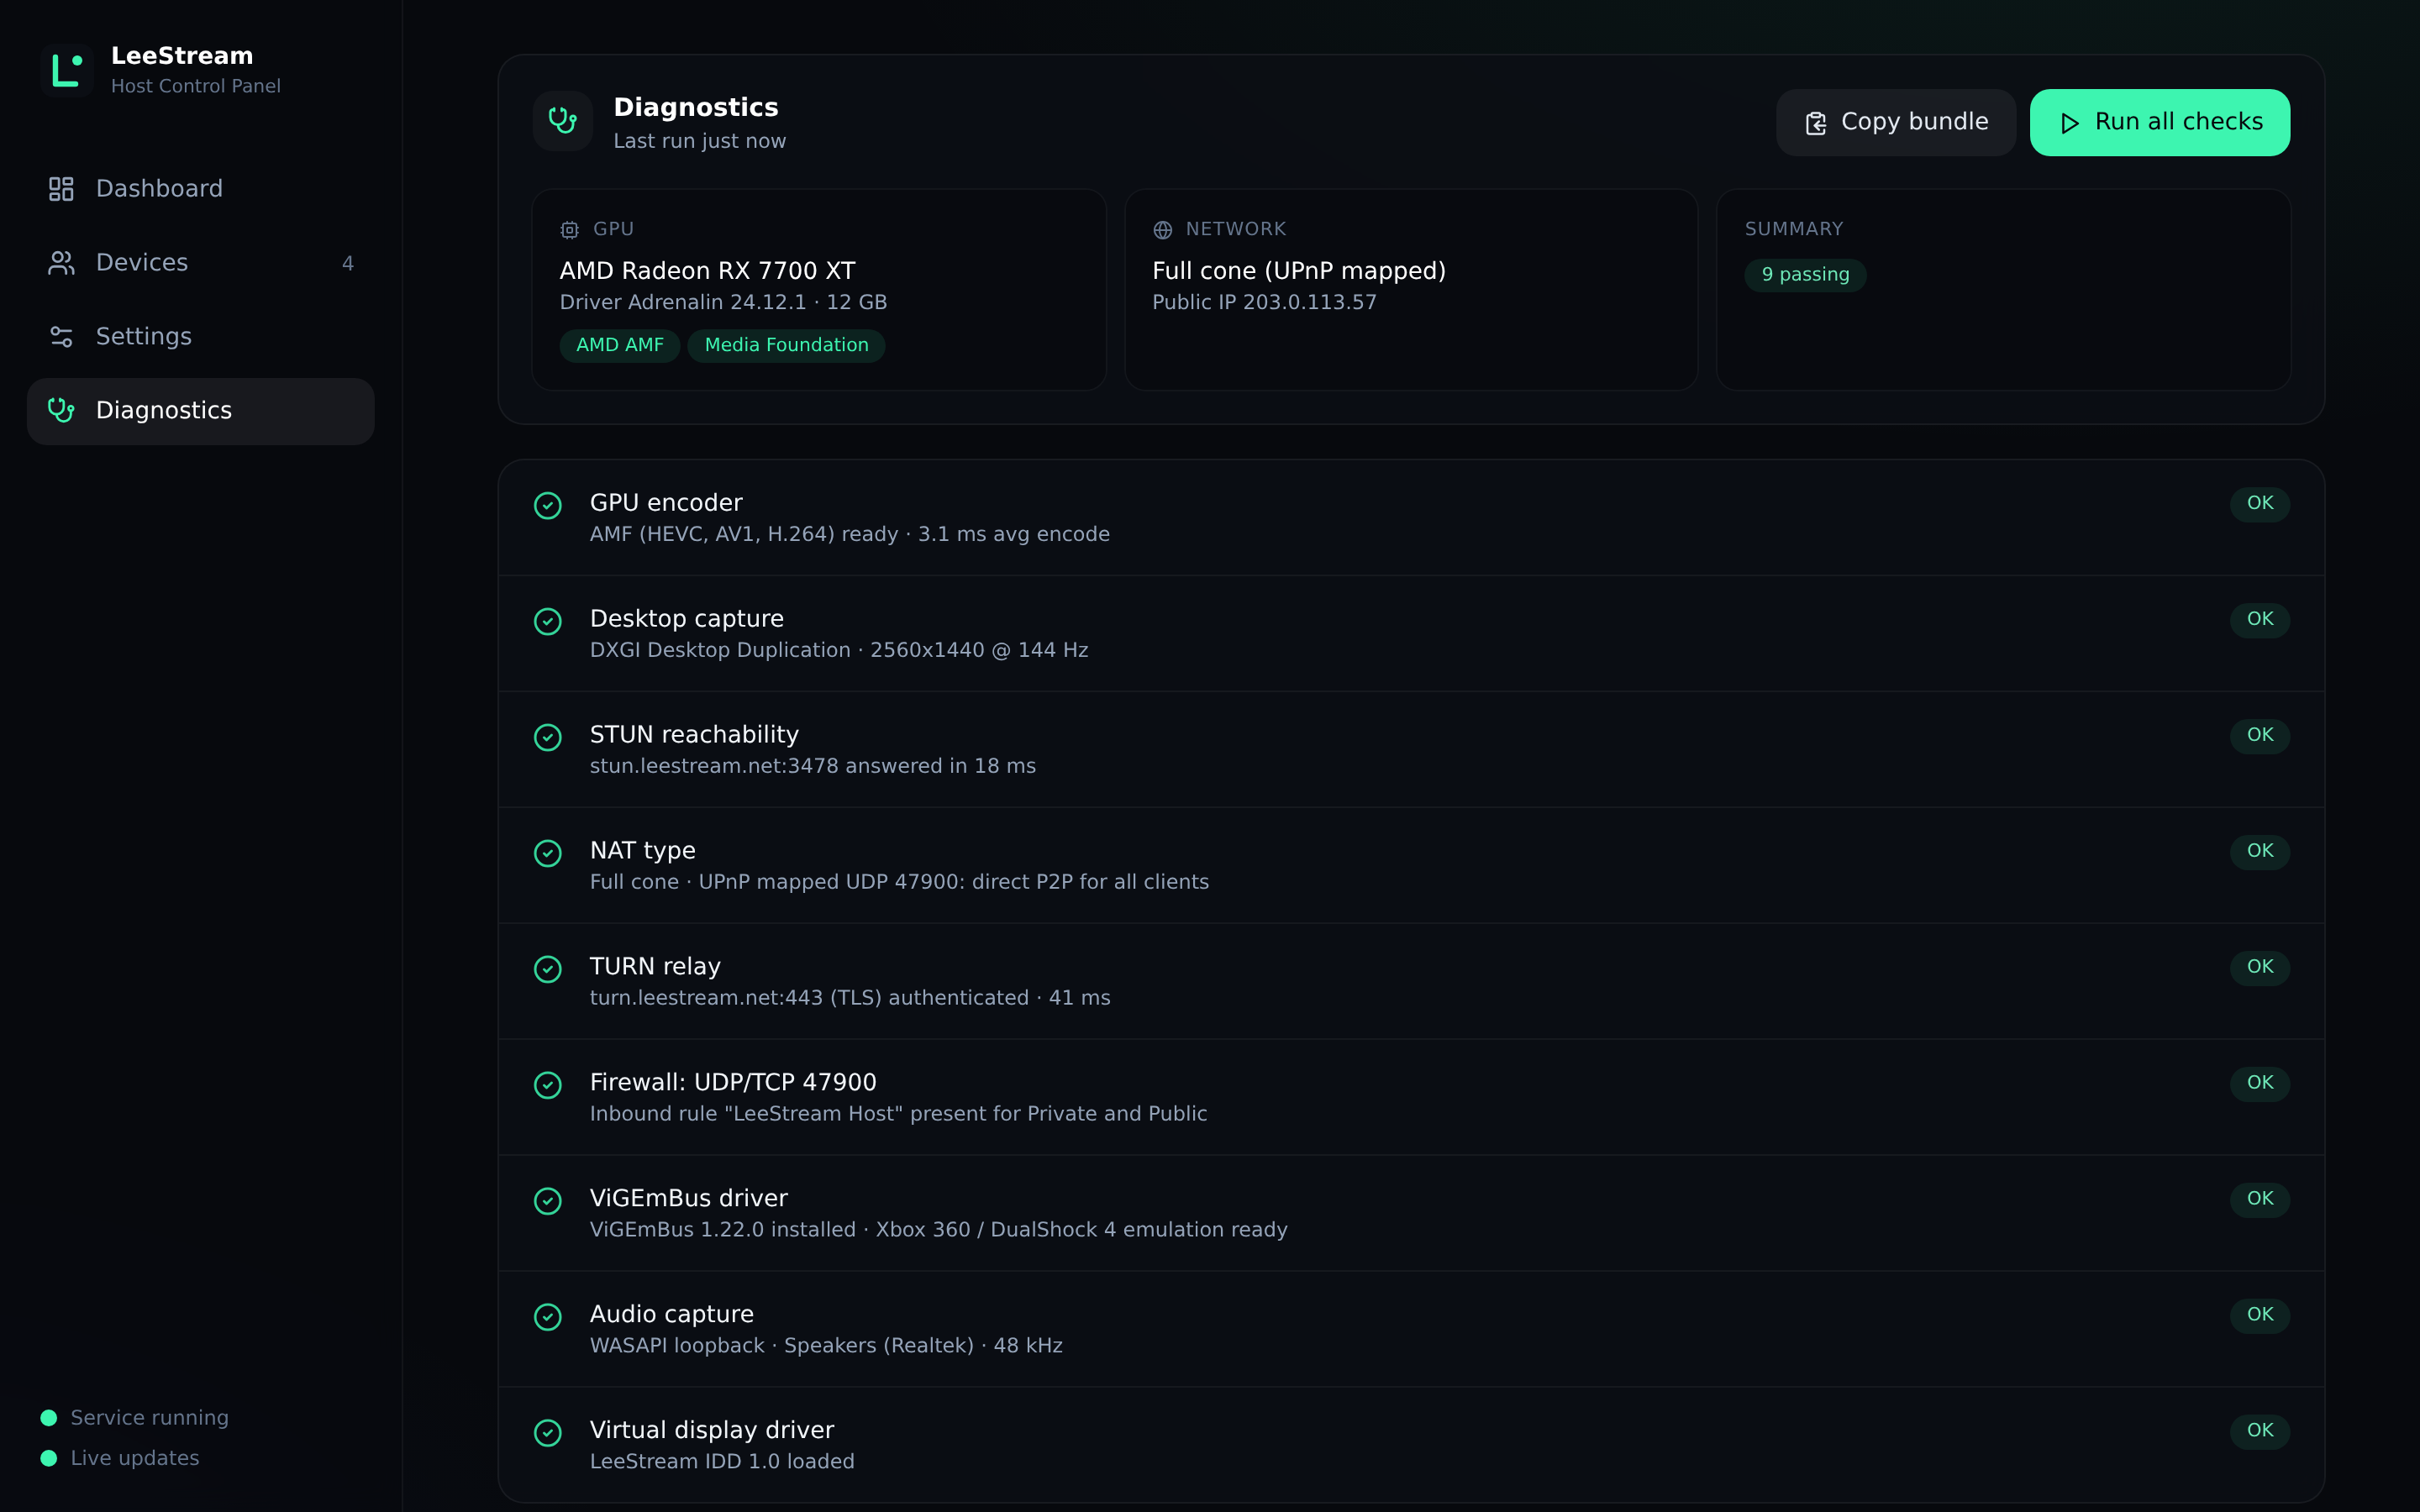 LeeStream
Host Control Panel
Dashboard
Devices 4
Settings
Diagnostics
Service running
Live updates
Diagnostics
Last run just now
Copy bundle
Run all checks
GPU
AMD Radeon RX 7700 XT
Driver Adrenalin 24.12.1 · 12 GB
AMD AMF Media Foundation
NETWORK
Full cone (UPnP mapped)
Public IP 203.0.113.57
SUMMARY
9 passing
GPU encoder OK
AMF (HEVC, AV1, H.264) ready · 3.1 ms avg encode
Desktop capture OK
DXGI Desktop Duplication · 2560x1440 @ 144 Hz
STUN reachability OK
stun.leestream.net:3478 answered in 18 ms
NAT type OK
Full cone · UPnP mapped UDP 47900: direct P2P for all clients
TURN relay OK
turn.leestream.net:443 (TLS) authenticated · 41 ms
Firewall: UDP/TCP 47900 OK
Inbound rule "LeeStream Host" present for Private and Public
ViGEmBus driver OK
ViGEmBus 1.22.0 installed · Xbox 360 / DualShock 4 emulation ready
Audio capture OK
WASAPI loopback · Speakers (Realtek) · 48 kHz
Virtual display driver OK
LeeStream IDD 1.0 loaded